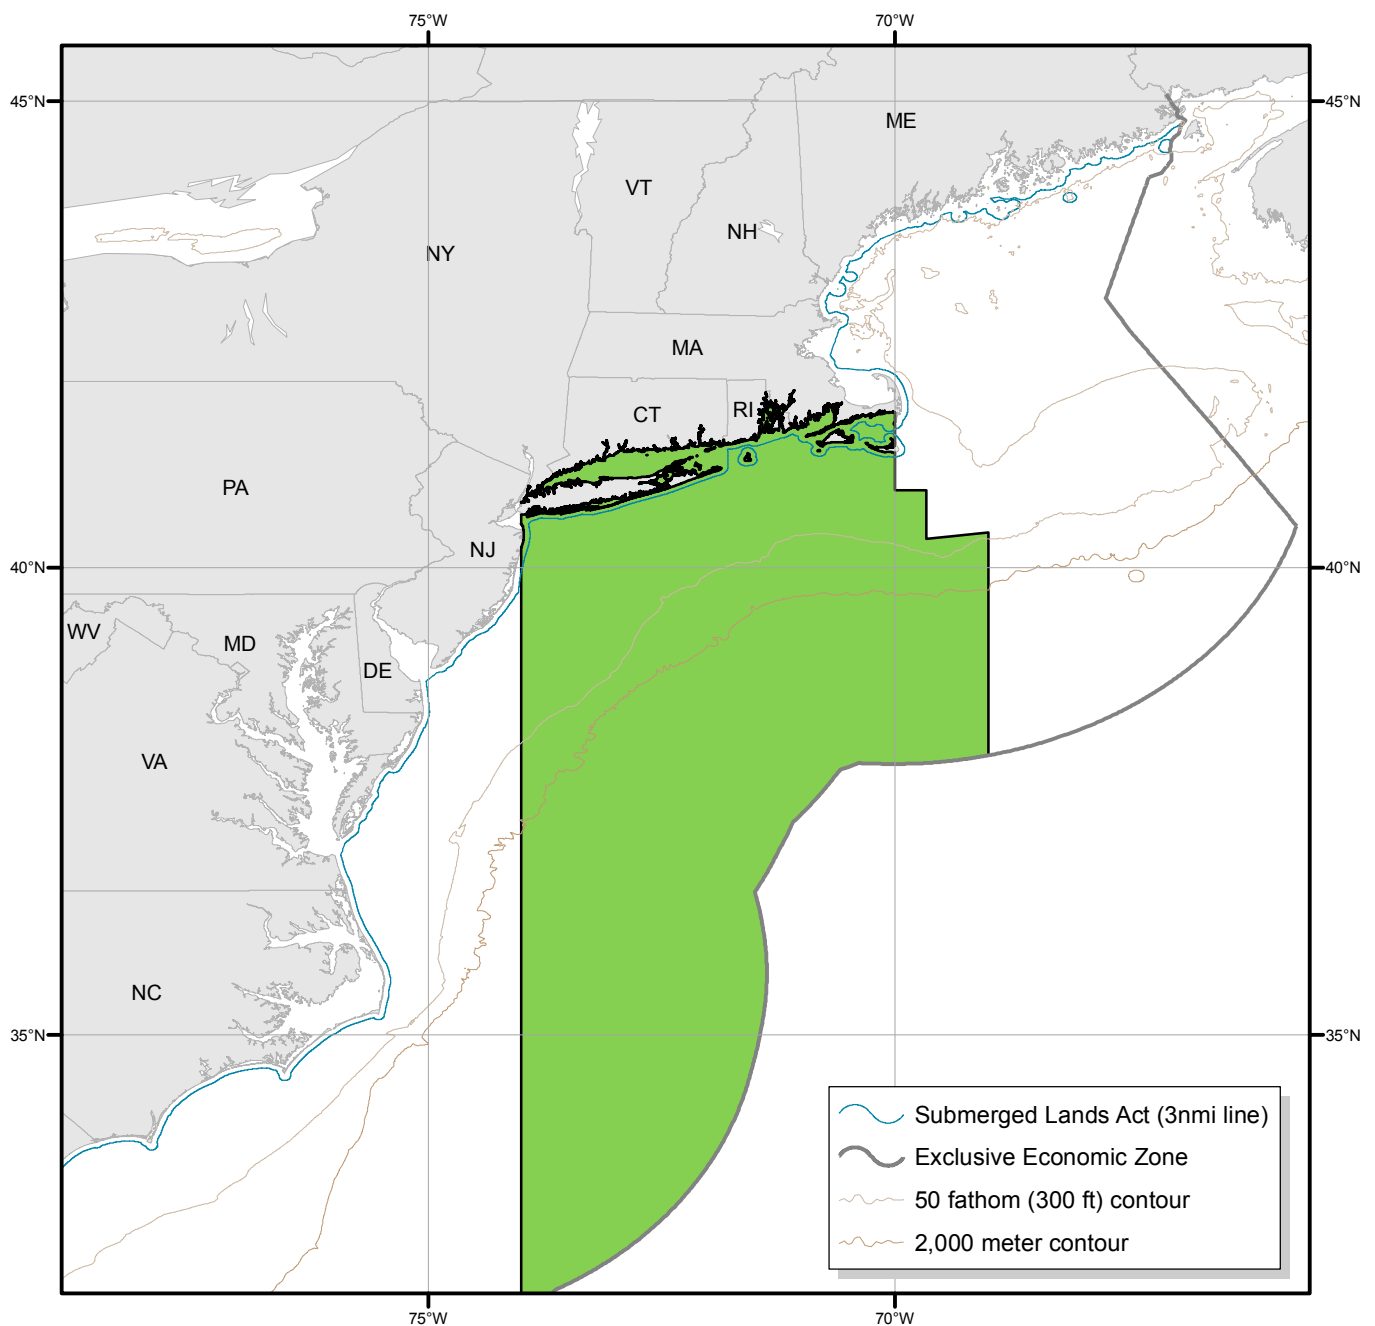 75°W 70°W
45°N 45°N
ME
VT
NH
NY
MA
CT RI
PA
NJ
40°N 40°N
WV
MD
DE
VA
NC
35°N 35°N
Submerged Lands Act (3nmi line)
Exclusive Economic Zone
50 fathom (300 ft) contour
2,000 meter contour
75°W 70°W